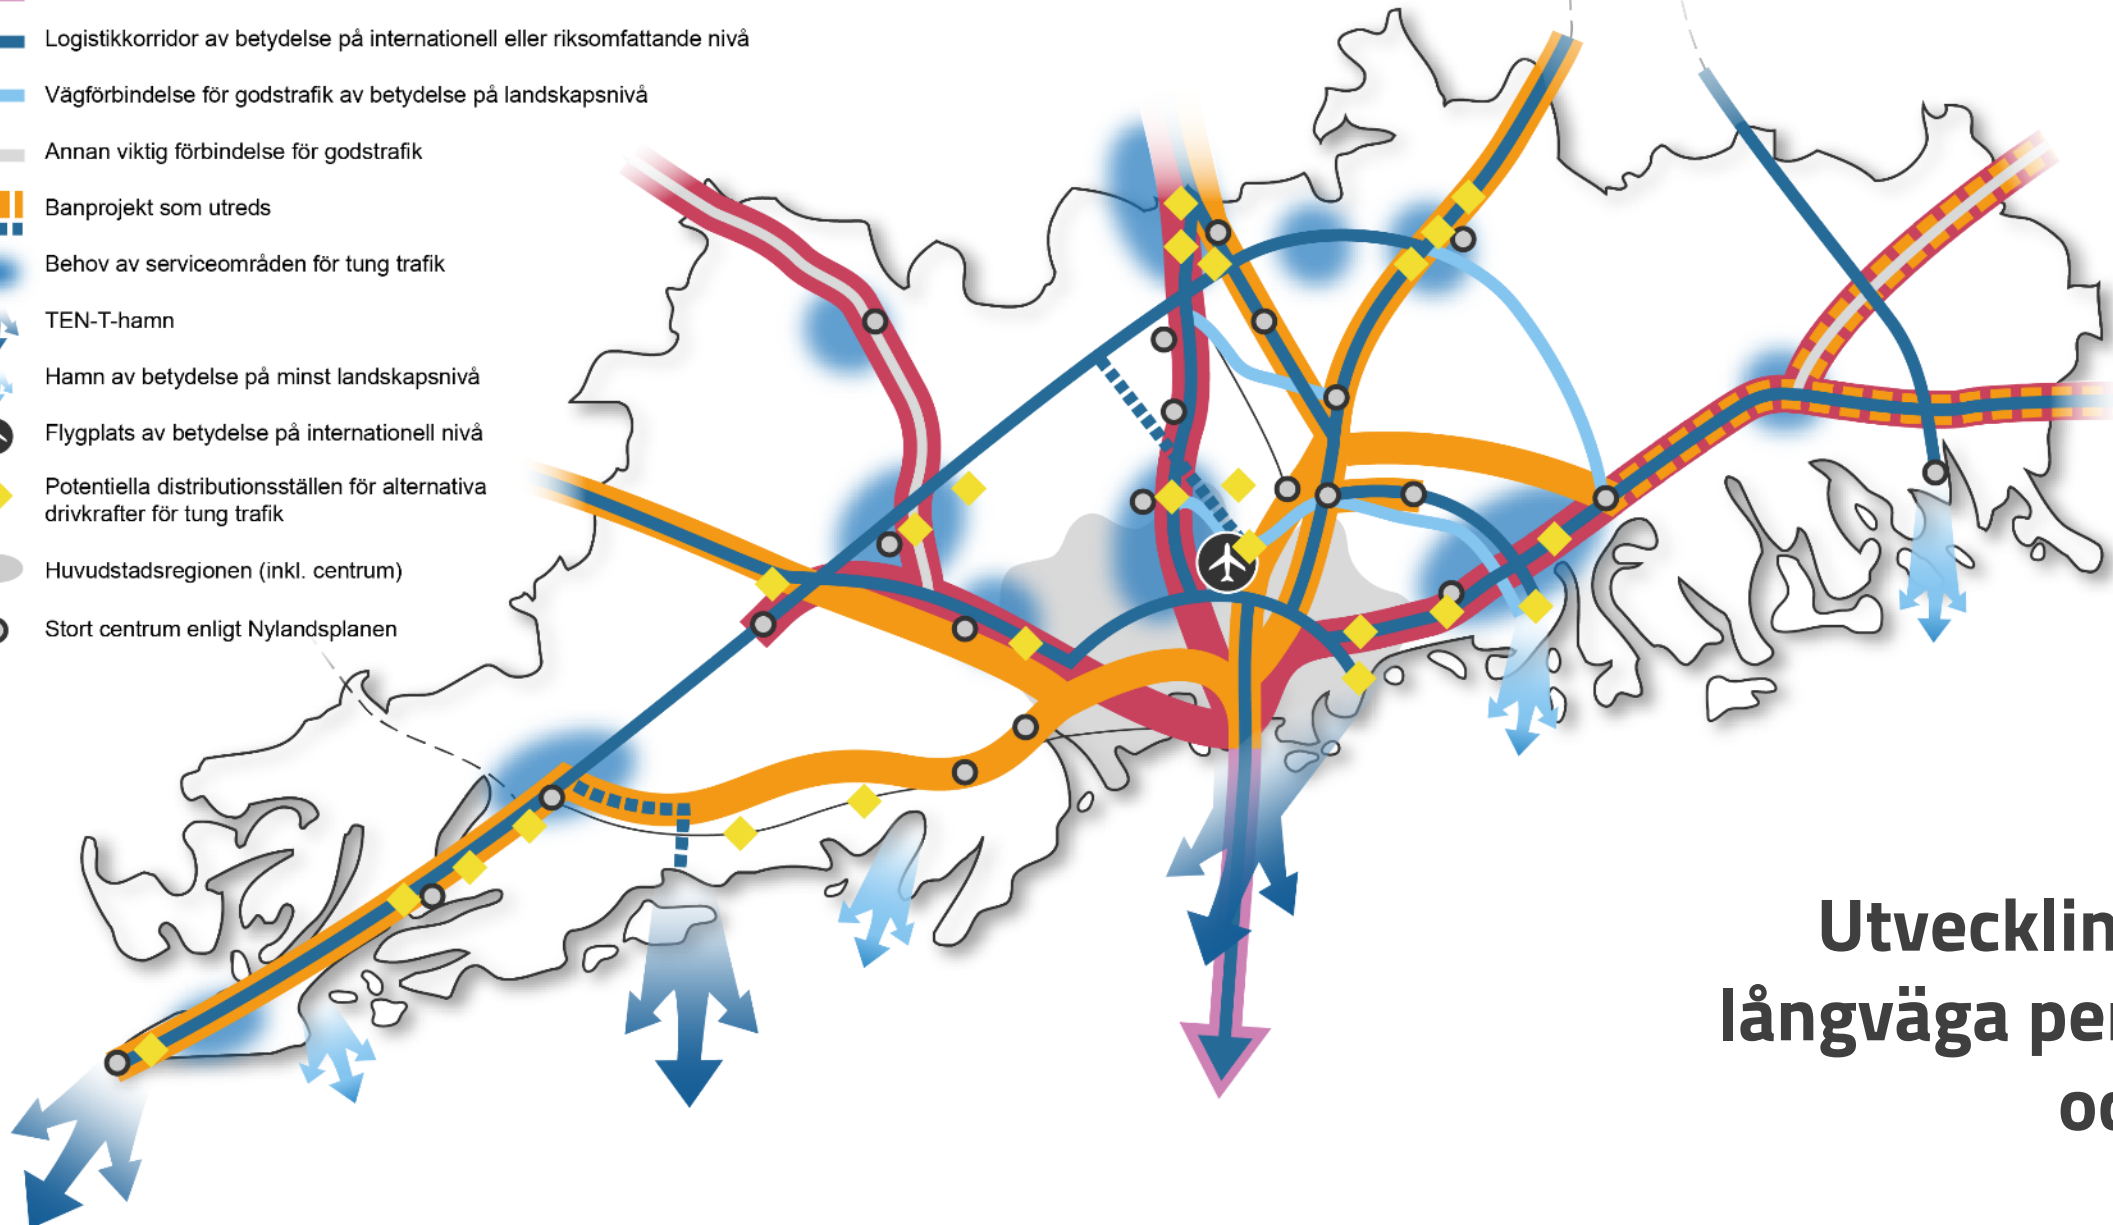 Logistikkorridor av betydelse på internationell eller riksomfattande nivå
Vägförbindelse för godstrafik av betydelse på landskapsnivå
Annan viktig förbindelse för godstrafik
Banprojekt som utreds
Behov av serviceområden för tung trafik
TEN-T-hamn
Hamn av betydelse på minst landskapsnivå
Flygplats av betydelse på internationell nivå
Potentiella distributionsställen för alternativa
drivkrafter för tung trafik
Huvudstadsregionen (inkl. centrum)
Stort centrum enligt Nylandsplanen
långväga